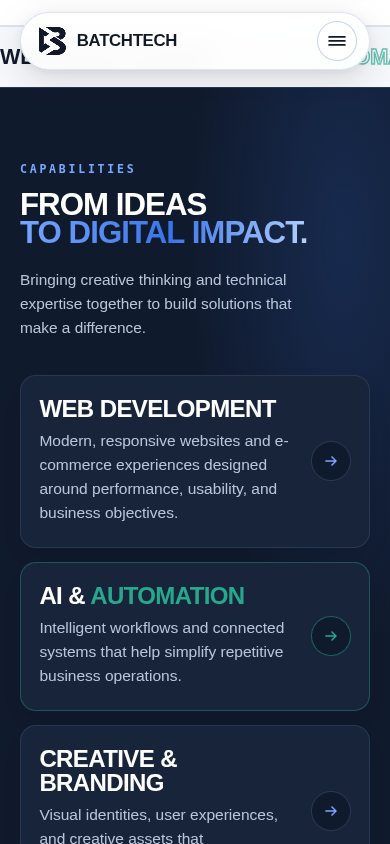 BATCHTECH
CAPABILITIES
FROM IDEAS
TO DIGITAL IMPACT.
Bringing creative thinking and technical
expertise together to build solutions that
make a difference.
WEB DEVELOPMENT
Modern, responsive websites and e-
commerce experiences designed
around performance, usability, and
business objectives.
AI & AUTOMATION
Intelligent workflows and connected
systems that help simplify repetitive
business operations.
CREATIVE &
BRANDING
Visual identities, user experiences,
and creative assets that